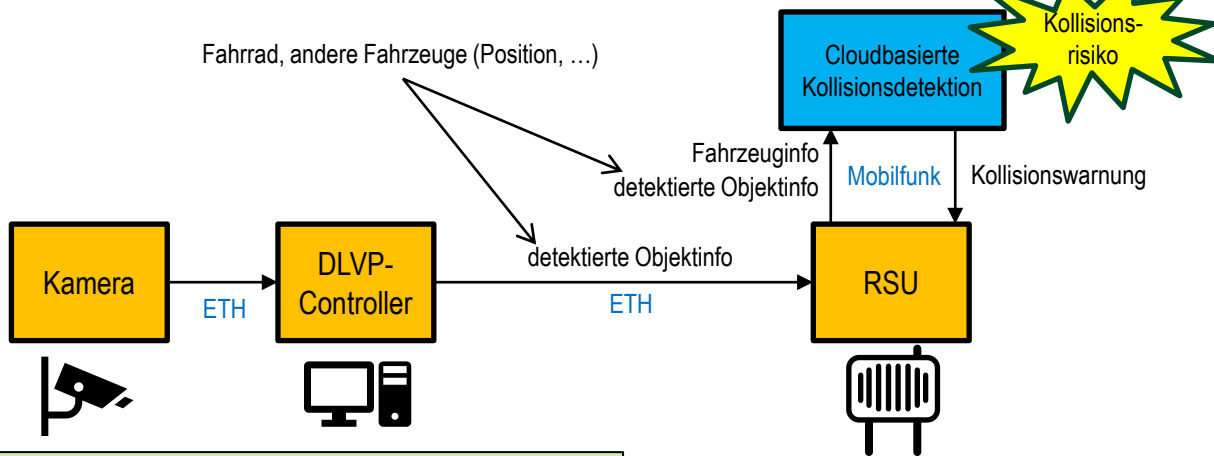 Kollisions-
risiko
Fahrrad, andere Fahrzeuge (Position, …)
Cloudbasierte
Kollisionsdetektion
Fahrzeuginfo
detektierte Objektinfo
Mobilfunk
Kollisionswarnung
detektierte Objektinfo
Kamera
ETH
DLVP-
Controller
ETH
RSU